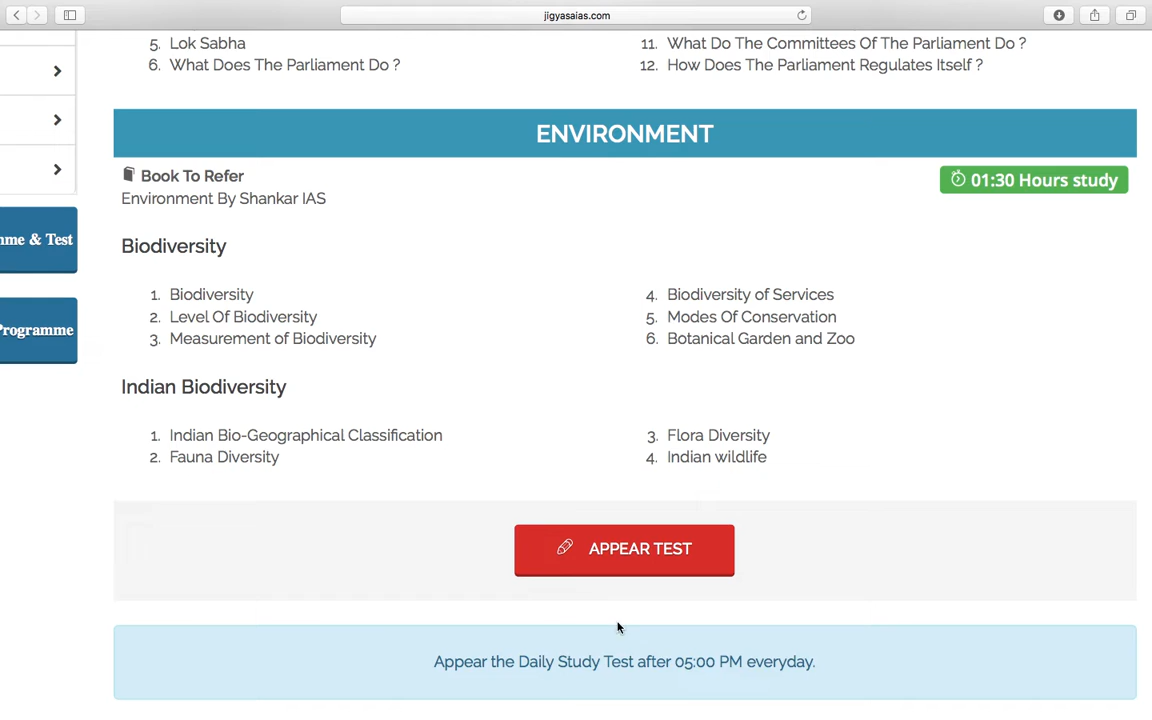 jigyasaias.com
5. Lok Sabha
6. What Does The Parliament Do ?
11. What Do The Committees Of The Parliament Do ?
12. How Does The Parliament Regulates Itself ?
ENVIRONMENT
Book To Refer
01:30 Hours study
Environment By Shankar IAS
me & Test
Programme
Biodiversity
1. Biodiversity
2. Level Of Biodiversity
3. Measurement of Biodiversity
4. Biodiversity of Services
5. Modes Of Conservation
6. Botanical Garden and Zoo
Indian Biodiversity
1. Indian Bio-Geographical Classification
2. Fauna Diversity
3. Flora Diversity
4. Indian wildlife
APPEAR TEST
Appear the Daily Study Test after 05:00 PM everyday.